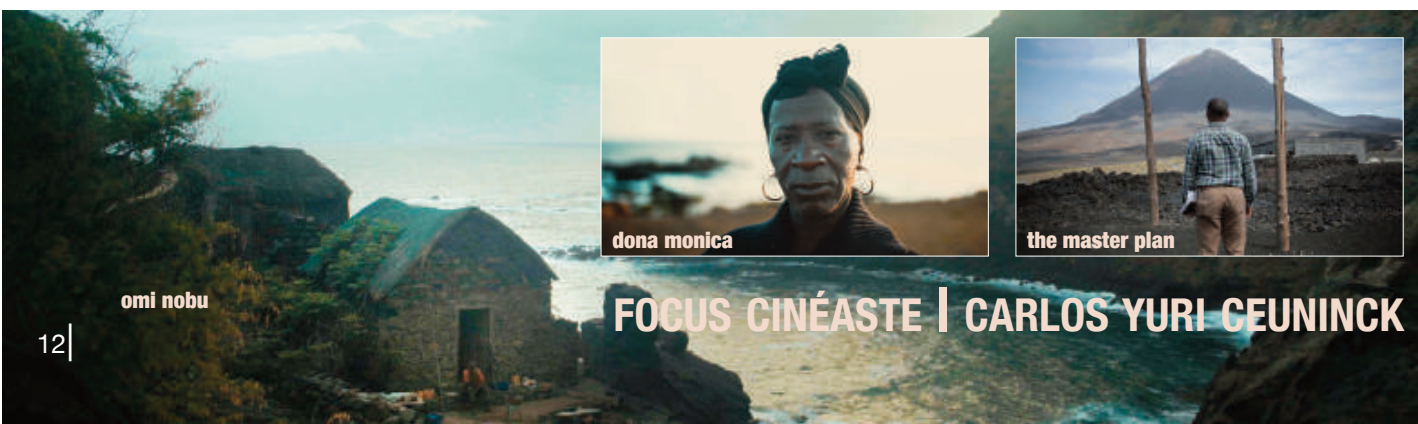 dona monica
the master plan
omi nobu
FOCUS CINÉASTE | CARLOS YURI CEUNINCK
12|